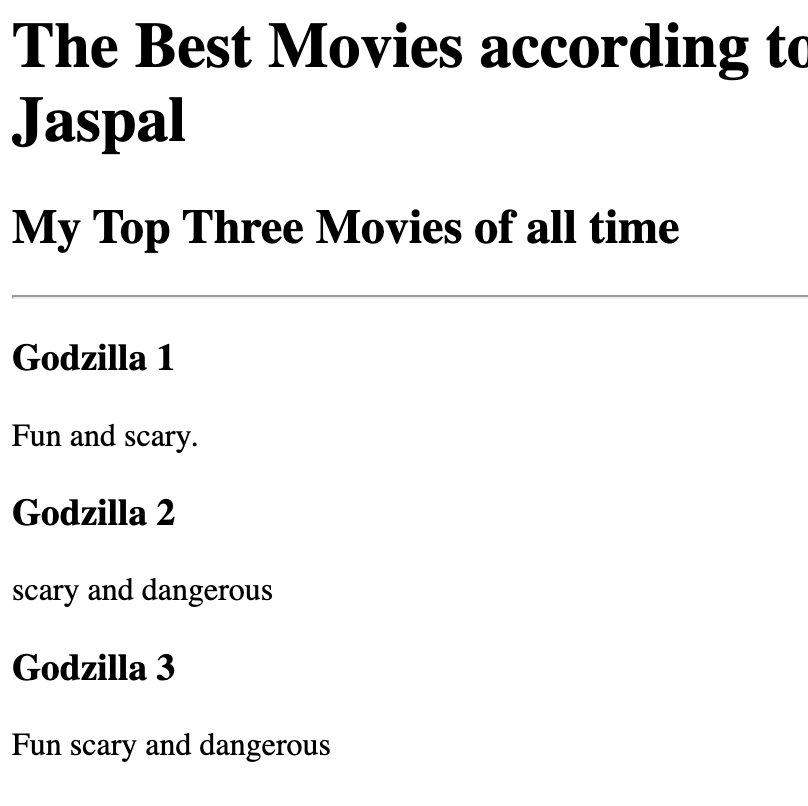 The Best Movies according to
Jaspal
My Top Three Movies of all time
Godzilla 1
Fun and scary.
Godzilla 2
scary and dangerous
Godzilla 3
Fun scary and dangerous